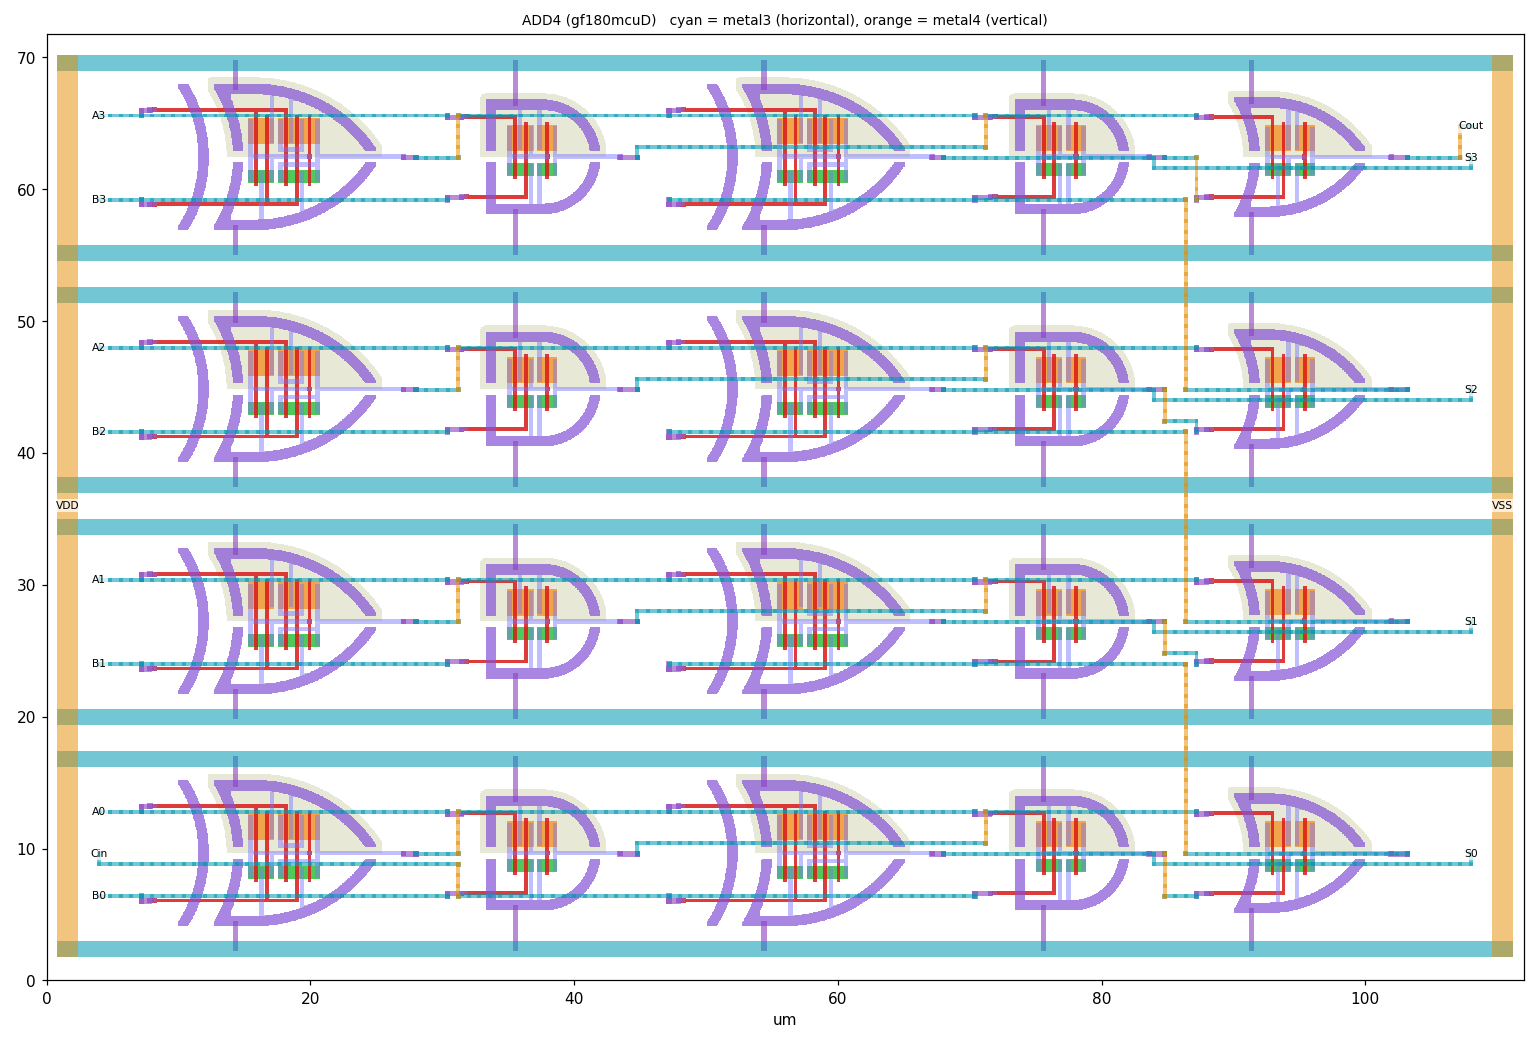 ADD4 (gf180mcuD)   cyan = metal3 (horizontal), orange = metal4 (vertical)
70
A3
Cout
60
S3
B3
50
A2
S2
B2
40
VDD
VSS
30
A1
S1
B1
20
A0
10
Cin
S0
B0
0
0
20
40
60
80
100
um